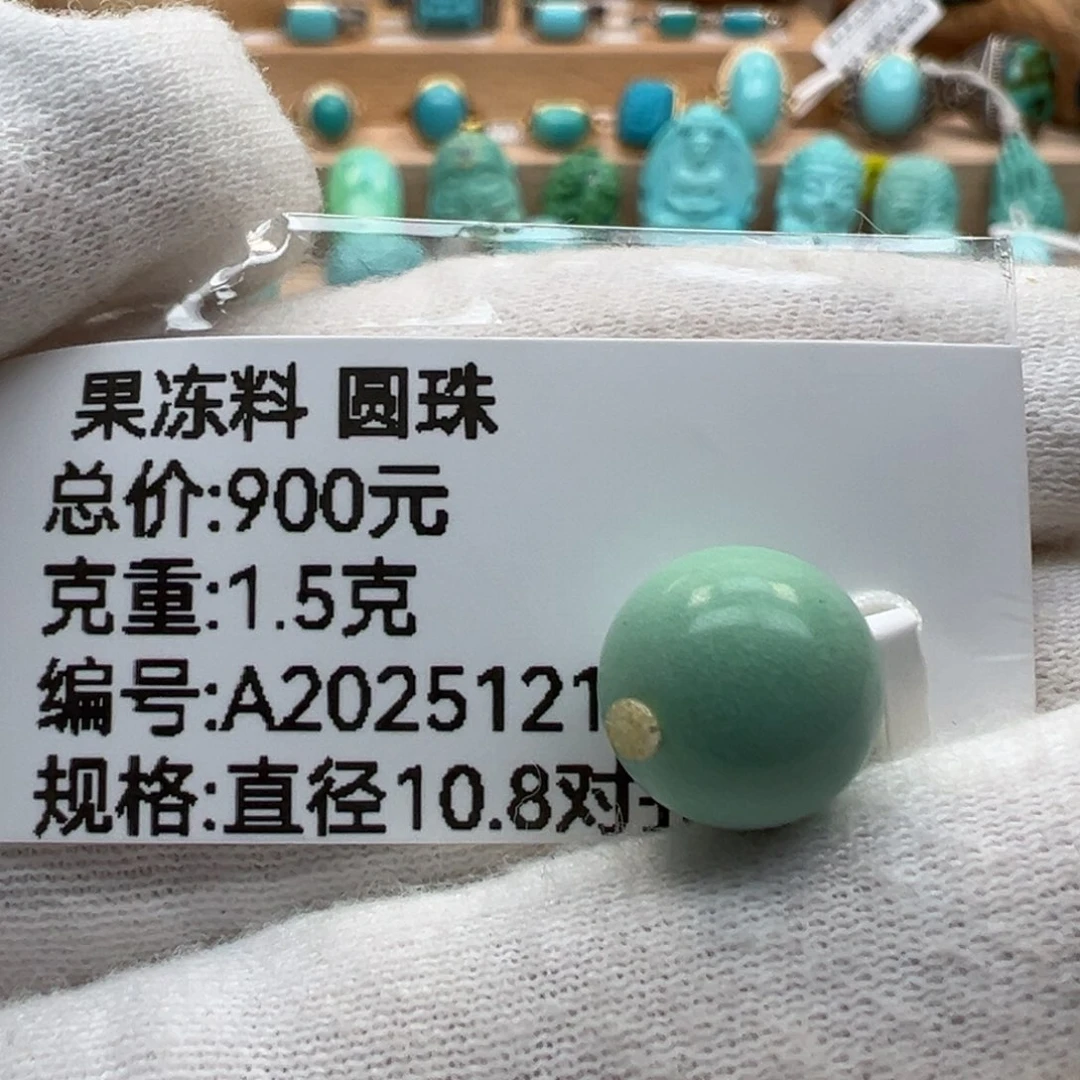 果冻料 圆珠
总价:900元
克重:1.5克
编号:A2025121
规格:直径10.8对